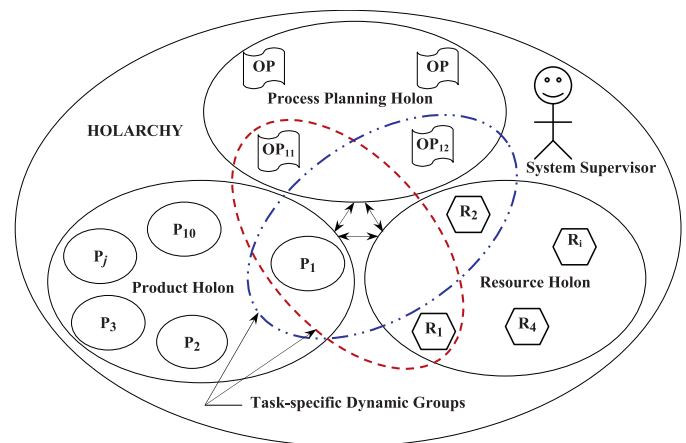 OP
OP
Process Planning Holon
HOLARCHY
OP11
OP12
System Supervisor
P10
Pj
P1
Product Holon
P3
P2
R2
Ri
Resource Holon
R1
R4
Task-specific Dynamic Groups